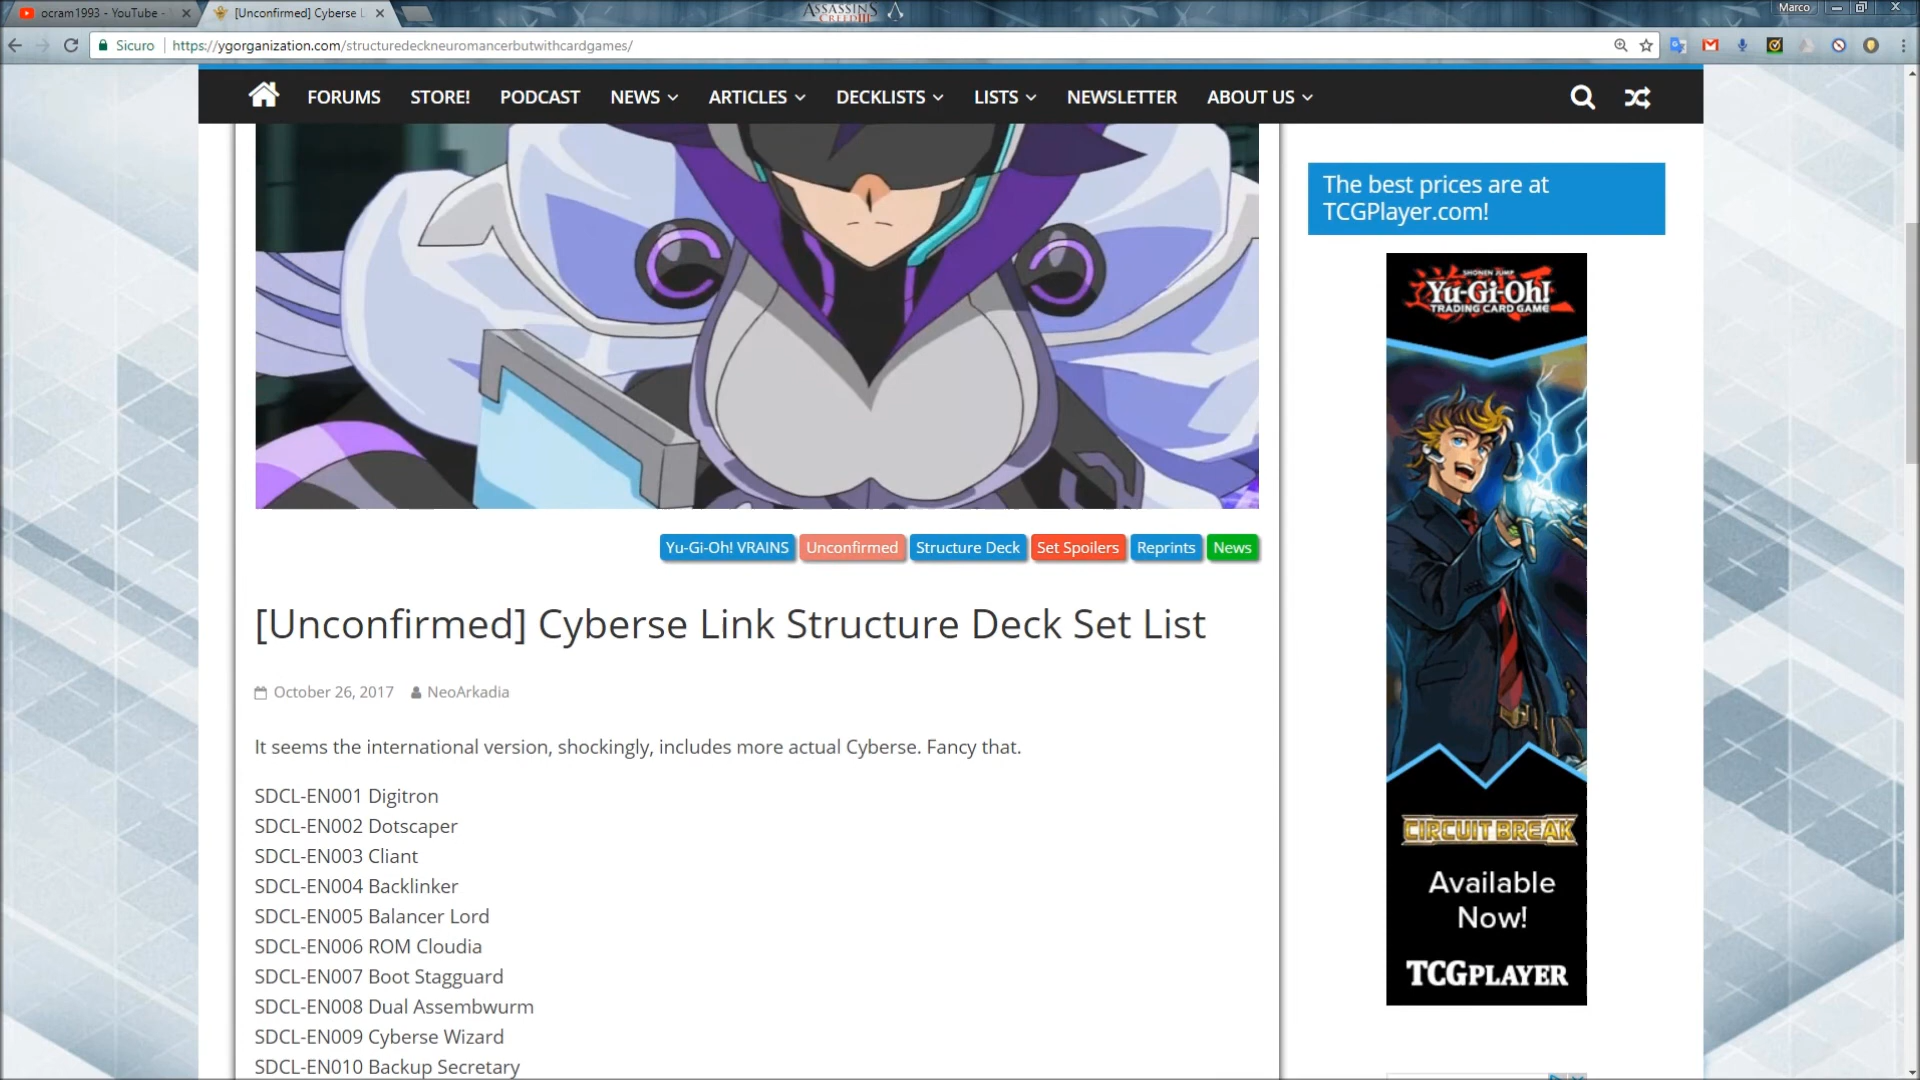 ocram1993 - YouTube -
[Unconfirmed] Cyberse L
ASSASSIN'S
CREED III
Marco
Sicuro
https://ygorganization.com/structuredeckneuromancerbutwithcardgames/
FORUMS STORE! PODCAST NEWS ARTICLES DECKLISTS LISTS NEWSLETTER ABOUT US
The best prices are at
TCGPlayer.com!
SHONEN JUMP
Yu-Gi-Oh!
TRADING CARD GAME
Yu-Gi-Oh! VRAINS Unconfirmed Structure Deck Set Spoilers Reprints News
[Unconfirmed] Cyberse Link Structure Deck Set List
October 26, 2017 NeoArkadia
It seems the international version, shockingly, includes more actual Cyberse. Fancy that.
SDCL-EN001 Digitron
SDCL-EN002 Dotscaper
SDCL-EN003 Cliant
SDCL-EN004 Backlinker
SDCL-EN005 Balancer Lord
SDCL-EN006 ROM Cloudia
SDCL-EN007 Boot Stagguard
SDCL-EN008 Dual Assembwurm
SDCL-EN009 Cyberse Wizard
SDCL-EN010 Backup Secretary
CIRCUIT BREAK
Available
Now!
TCGPLAYER